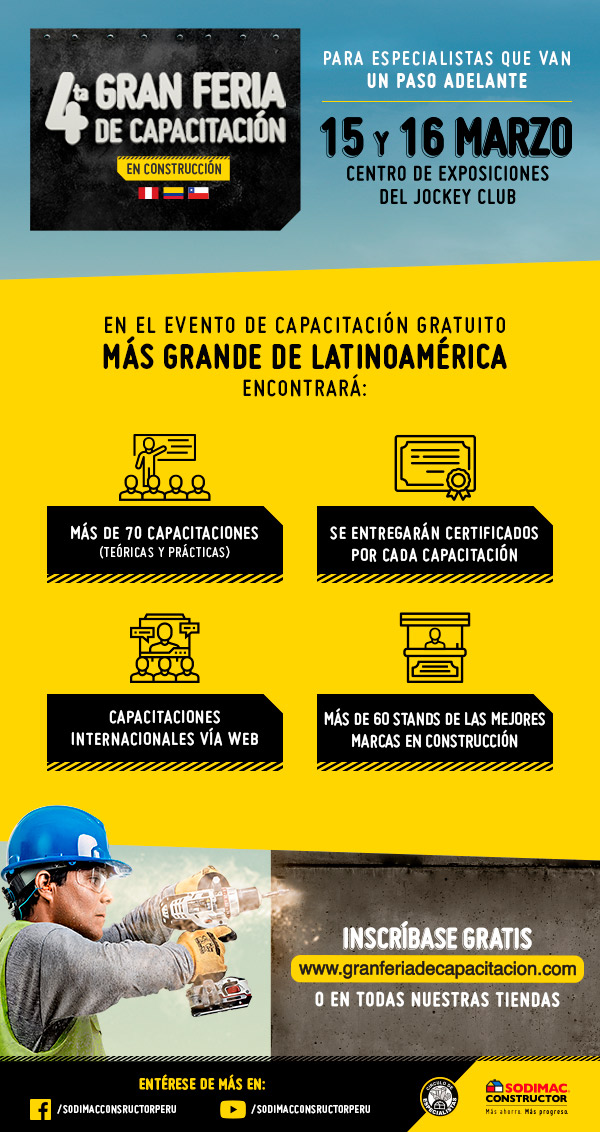 4ta GRAN FERIA
DE CAPACITACIÓN
EN CONSTRUCCIÓN
PARA ESPECIALISTAS QUE VAN
UN PASO ADELANTE
15 Y 16 MARZO
CENTRO DE EXPOSICIONES
DEL JOCKEY CLUB
EN EL EVENTO DE CAPACITACIÓN GRATUITO
MÁS GRANDE DE LATINOAMÉRICA
ENCONTRARÁ:
MÁS DE 70 CAPACITACIONES
(TEÓRICAS Y PRÁCTICAS)
SE ENTREGARÁN CERTIFICADOS
POR CADA CAPACITACIÓN
CAPACITACIONES
INTERNACIONALES VÍA WEB
MÁS DE 60 STANDS DE LAS MEJORES
MARCAS EN CONSTRUCCIÓN
INSCRÍBASE GRATIS
www.granferiadecapacitacion.com
O EN TODAS NUESTRAS TIENDAS
ENTÉRESE DE MÁS EN:
/SODIMACCONSRUCTORPERU
/SODIMACCONSRUCTORPERU
CÍRCULO DE
ESPECIALISTAS
SODIMAC
CONSTRUCTOR
Más ahorro. Más progreso.